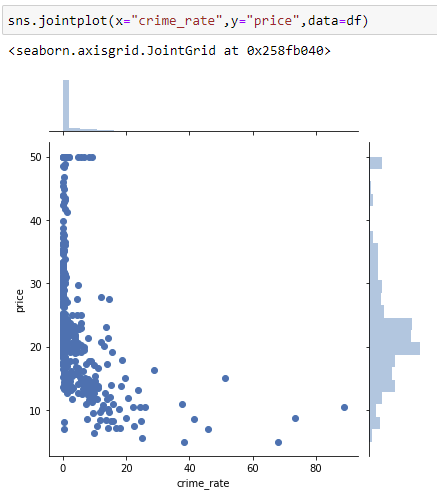 sns.jointplot(x="crime_rate",y="price",data=df)
<seaborn.axisgrid.JointGrid at 0x258fb040>
50
40
30
20
10
price
0
20
40
60
80
crime_rate